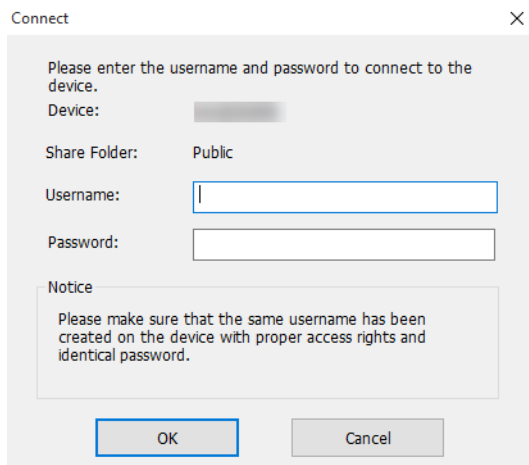 Connect
Please enter the username and password to connect to the
device.
Device:
Share Folder: Public
Username:
Password:
Notice
Please make sure that the same username has been
created on the device with proper access rights and
identical password.
OK Cancel